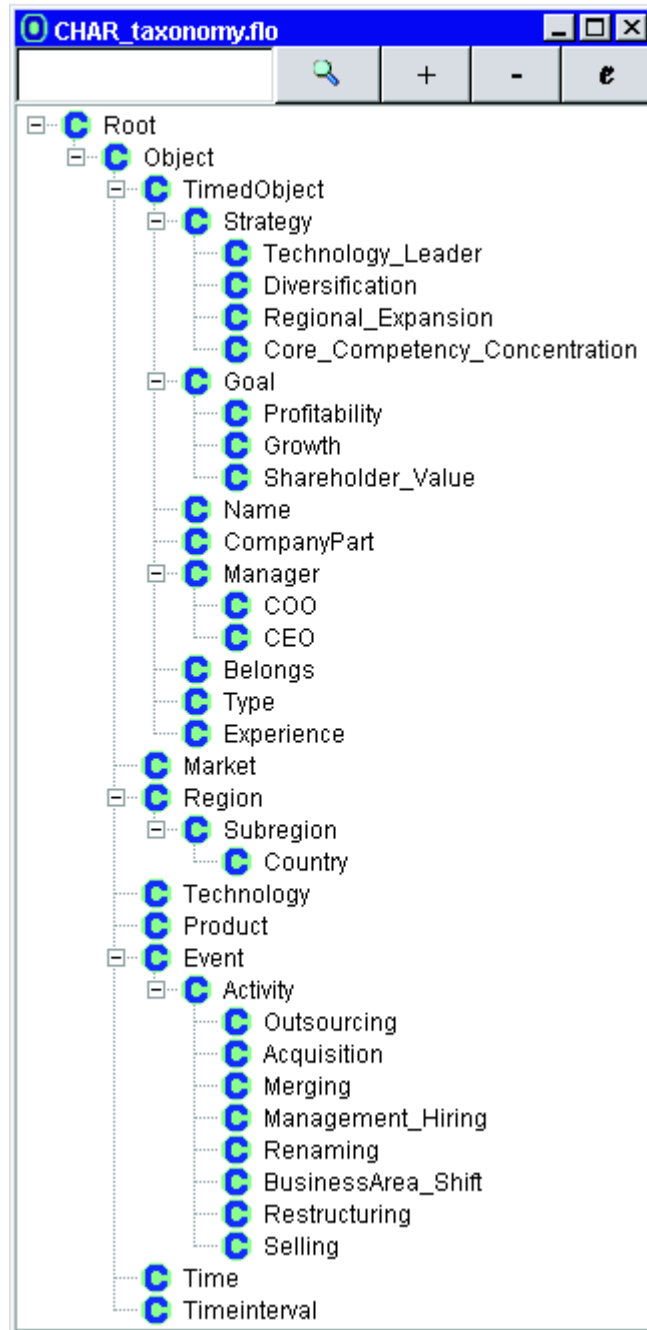 CHAR_taxonomy.flo
+ - e
Root
Object
TimedObject
Strategy
Technology_Leader
Diversification
Regional_Expansion
Core_Competency_Concentration
Goal
Profitability
Growth
Shareholder_Value
Name
CompanyPart
Manager
COO
CEO
Belongs
Type
Experience
Market
Region
Subregion
Country
Technology
Product
Event
Activity
Outsourcing
Acquisition
Merging
Management_Hiring
Renaming
BusinessArea_Shift
Restructuring
Selling
Time
Timeinterval